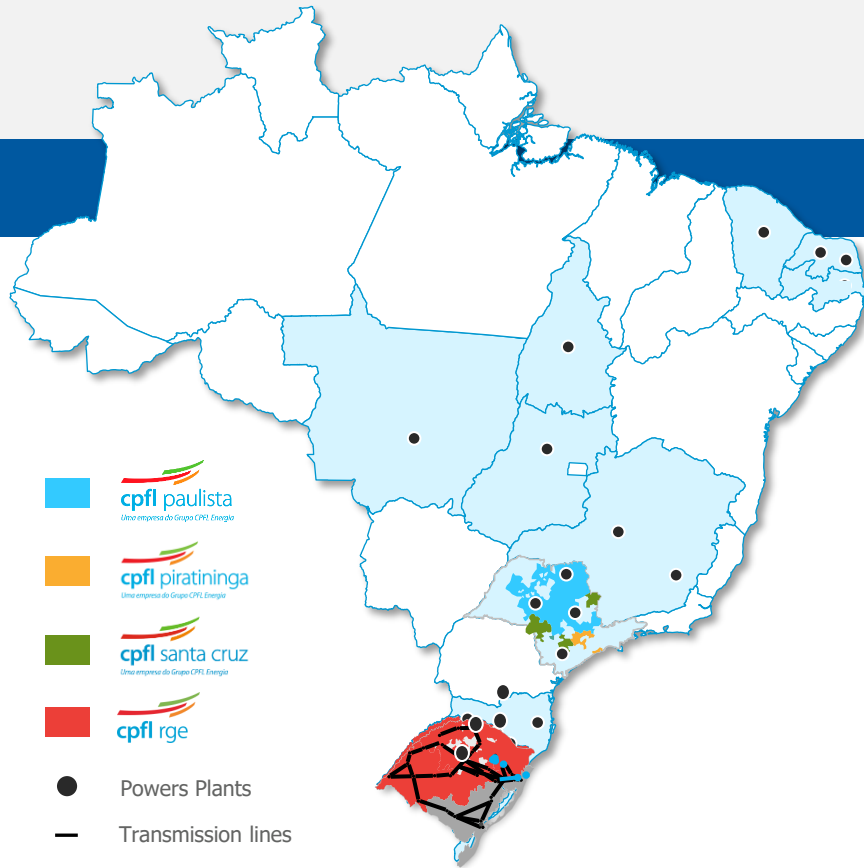 cpfl paulista
Uma empresa do Grupo CPFL Energia
cpfl piratininga
Uma empresa do Grupo CPFL Energia
cpfl santa cruz
Uma empresa do Grupo CPFL Energia
cpfl rge
Powers Plants
Transmission lines